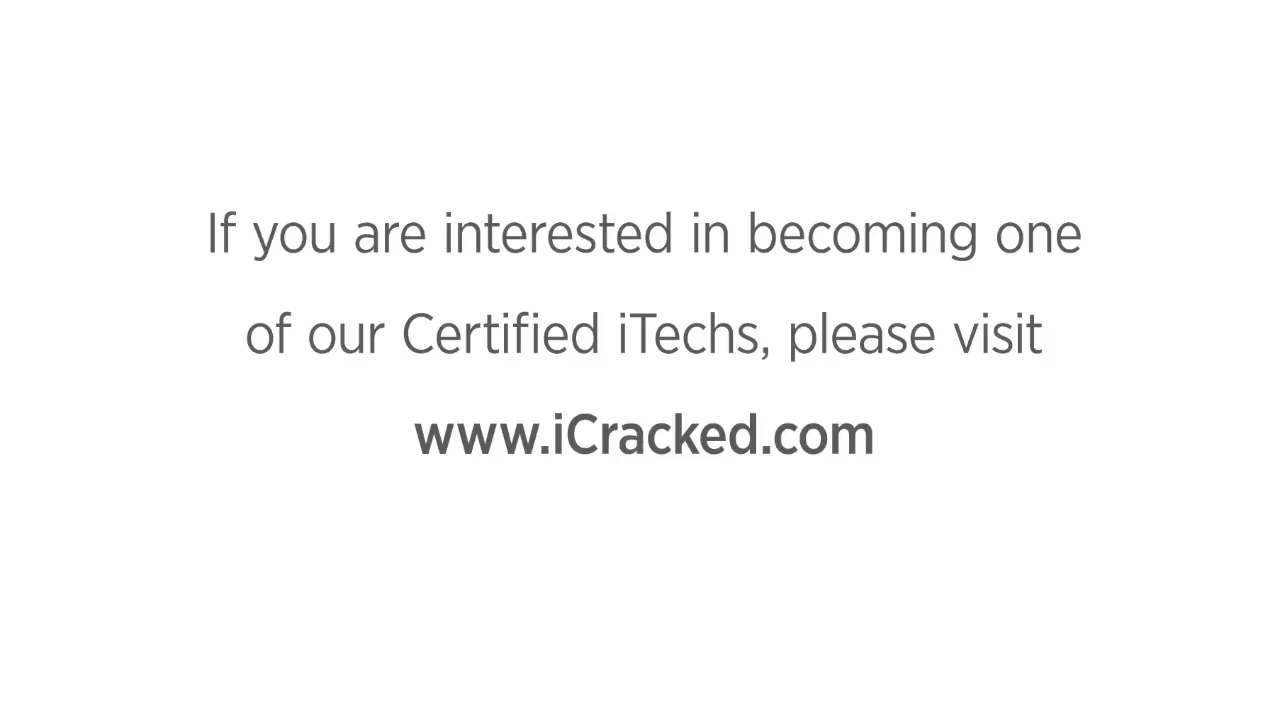 If you are interested in becoming one
of our Certified iTechs, please visit
www.iCracked.com